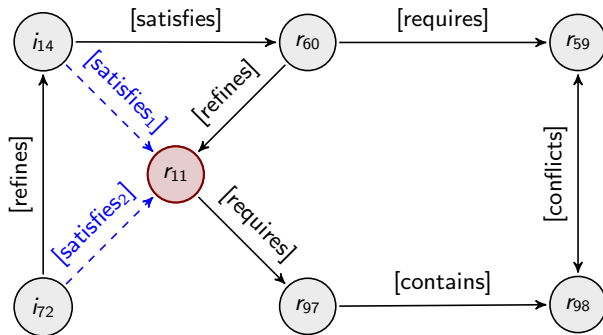 [satisfies]
[requires]
i14
r60
r59
[satisfies1]
[refines]
[refines]
r11
[conflicts]
[satisfies2]
[requires]
[contains]
i72
r97
r98